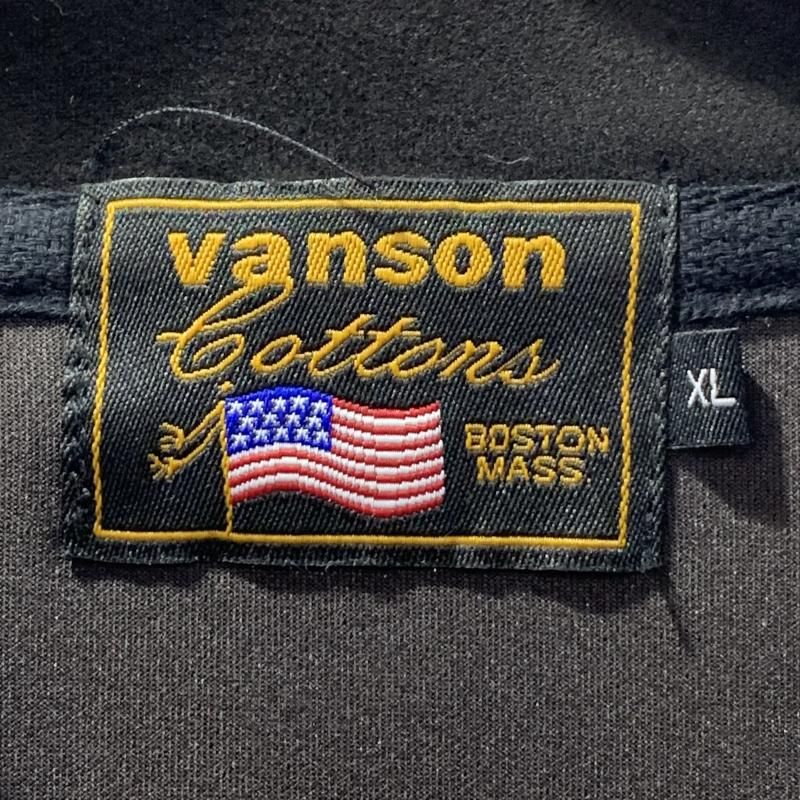 vanson
Cottons
BOSTON
MASS.
XL